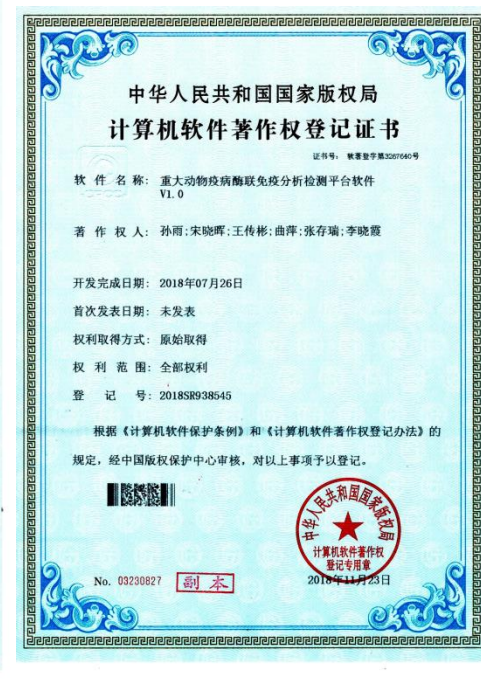 中华人民共和国国家版权局
计算机软件著作权登记证书
证书号： 软著登字第3267640号
软件名称： 重大动物疫病酶联免疫分析检测平台软件
V1.0
著作权人： 孙雨;宋晓晖;王传彬;曲萍;张存瑞;李晓霞
开发完成日期： 2018年07月26日
首次发表日期： 未发表
权利取得方式： 原始取得
权利范围： 全部权利
登记号： 2018SR938545
根据《计算机软件保护条例》和《计算机软件著作权登记办法》的
规定，经中国版权保护中心审核，对以上事项予以登记。
中华人民共和国国家版权局
计算机软件著作权
登记专用章
No. 03230827
副本
2018年11月23日